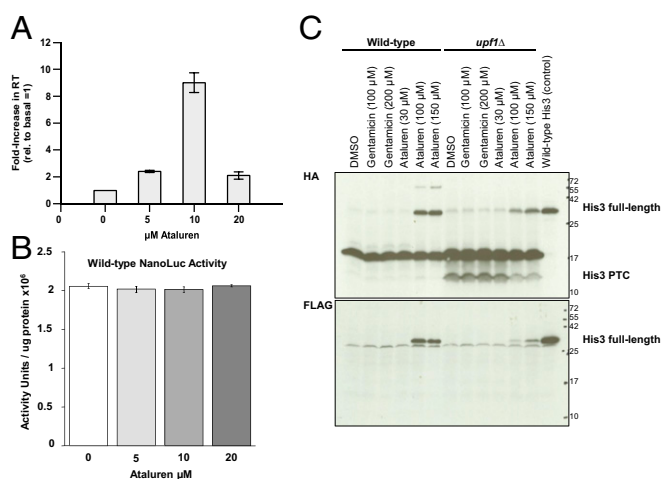 A
Fold-Increase in RT
(rel. to basal =1)
12
10
8
6
4
2
0
0
0
5
10
20
µM Ataluren
B
Wild-type NanoLuc Activity
Activity Units / ug protein x10⁶
2.5
2
1.5
1
0.5
0
0
5
10
20
Ataluren µM
C
Wild-type
upf1Δ
DMSO
Gentamicin (100 µM)
Gentamicin (200 µM)
Ataluren (30 µM)
Ataluren (100 µM)
Ataluren (150 µM)
DMSO
Gentamicin (100 µM)
Gentamicin (200 µM)
Ataluren (30 µM)
Ataluren (100 µM)
Ataluren (150 µM)
Wild-type His3 (control)
HA
72
55
42
25
17
10
His3 full-length
His3 PTC
FLAG
72
55
42
25
17
10
His3 full-length